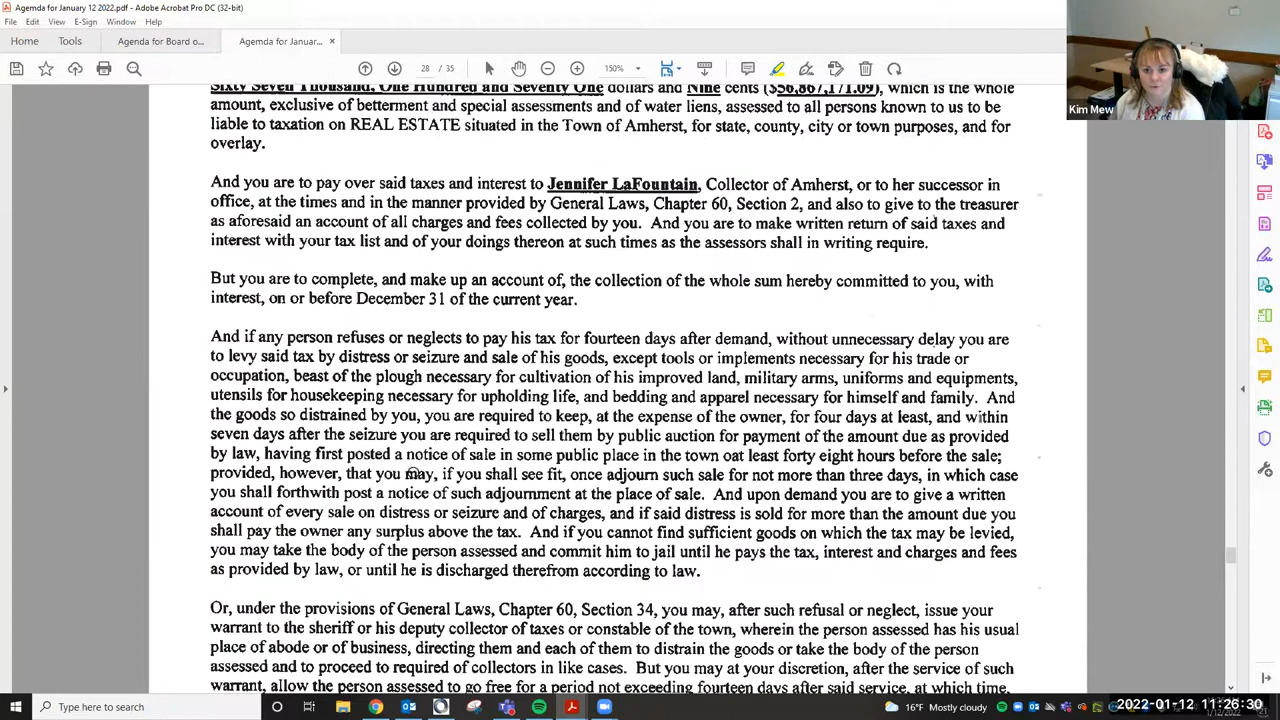 Agemda for January 12 2022.pdf - Adobe Acrobat Pro DC (32-bit)
File Edit View E-Sign Window Help
Home Tools Agenda for Board o... Agemda for Januar... ×
28 / 35 150%
Kim Mew
Sixty Seven Thousand, One Hundred and Seventy One dollars and Nine cents ($56,867,171.09), which is the whole
amount, exclusive of betterment and special assessments and of water liens, assessed to all persons known to us to be
liable to taxation on REAL ESTATE situated in the Town of Amherst, for state, county, city or town purposes, and for
overlay.
And you are to pay over said taxes and interest to Jennifer LaFountain, Collector of Amherst, or to her successor in
office, at the times and in the manner provided by General Laws, Chapter 60, Section 2, and also to give to the treasurer
as aforesaid an account of all charges and fees collected by you. And you are to make written return of said taxes and
interest with your tax list and of your doings thereon at such times as the assessors shall in writing require.
But you are to complete, and make up an account of, the collection of the whole sum hereby committed to you, with
interest, on or before December 31 of the current year.
And if any person refuses or neglects to pay his tax for fourteen days after demand, without unnecessary delay you are
to levy said tax by distress or seizure and sale of his goods, except tools or implements necessary for his trade or
occupation, beast of the plough necessary for cultivation of his improved land, military arms, uniforms and equipments,
utensils for housekeeping necessary for upholding life, and bedding and apparel necessary for himself and family. And
the goods so distrained by you, you are required to keep, at the expense of the owner, for four days at least, and within
seven days after the seizure you are required to sell them by public auction for payment of the amount due as provided
by law, having first posted a notice of sale in some public place in the town oat least forty eight hours before the sale;
provided, however, that you may, if you shall see fit, once adjourn such sale for not more than three days, in which case
you shall forthwith post a notice of such adjournment at the place of sale. And upon demand you are to give a written
account of every sale on distress or seizure and of charges, and if said distress is sold for more than the amount due you
shall pay the owner any surplus above the tax. And if you cannot find sufficient goods on which the tax may be levied,
you may take the body of the person assessed and commit him to jail until he pays the tax, interest and charges and fees
as provided by law, or until he is discharged therefrom according to law.
Or, under the provisions of General Laws, Chapter 60, Section 34, you may, after such refusal or neglect, issue your
warrant to the sheriff or his deputy collector of taxes or constable of the town, wherein the person assessed has his usual
place of abode or of business, directing them and each of them to distrain the goods or take the body of the person
assessed and to proceed to required of collectors in like cases. But you may at your discretion, after the service of such
warrant, allow the person assessed to go free for a period not exceeding fourteen days after said service, at which time,
Type here to search
16°F Mostly cloudy
2022-01-12 11:26:30